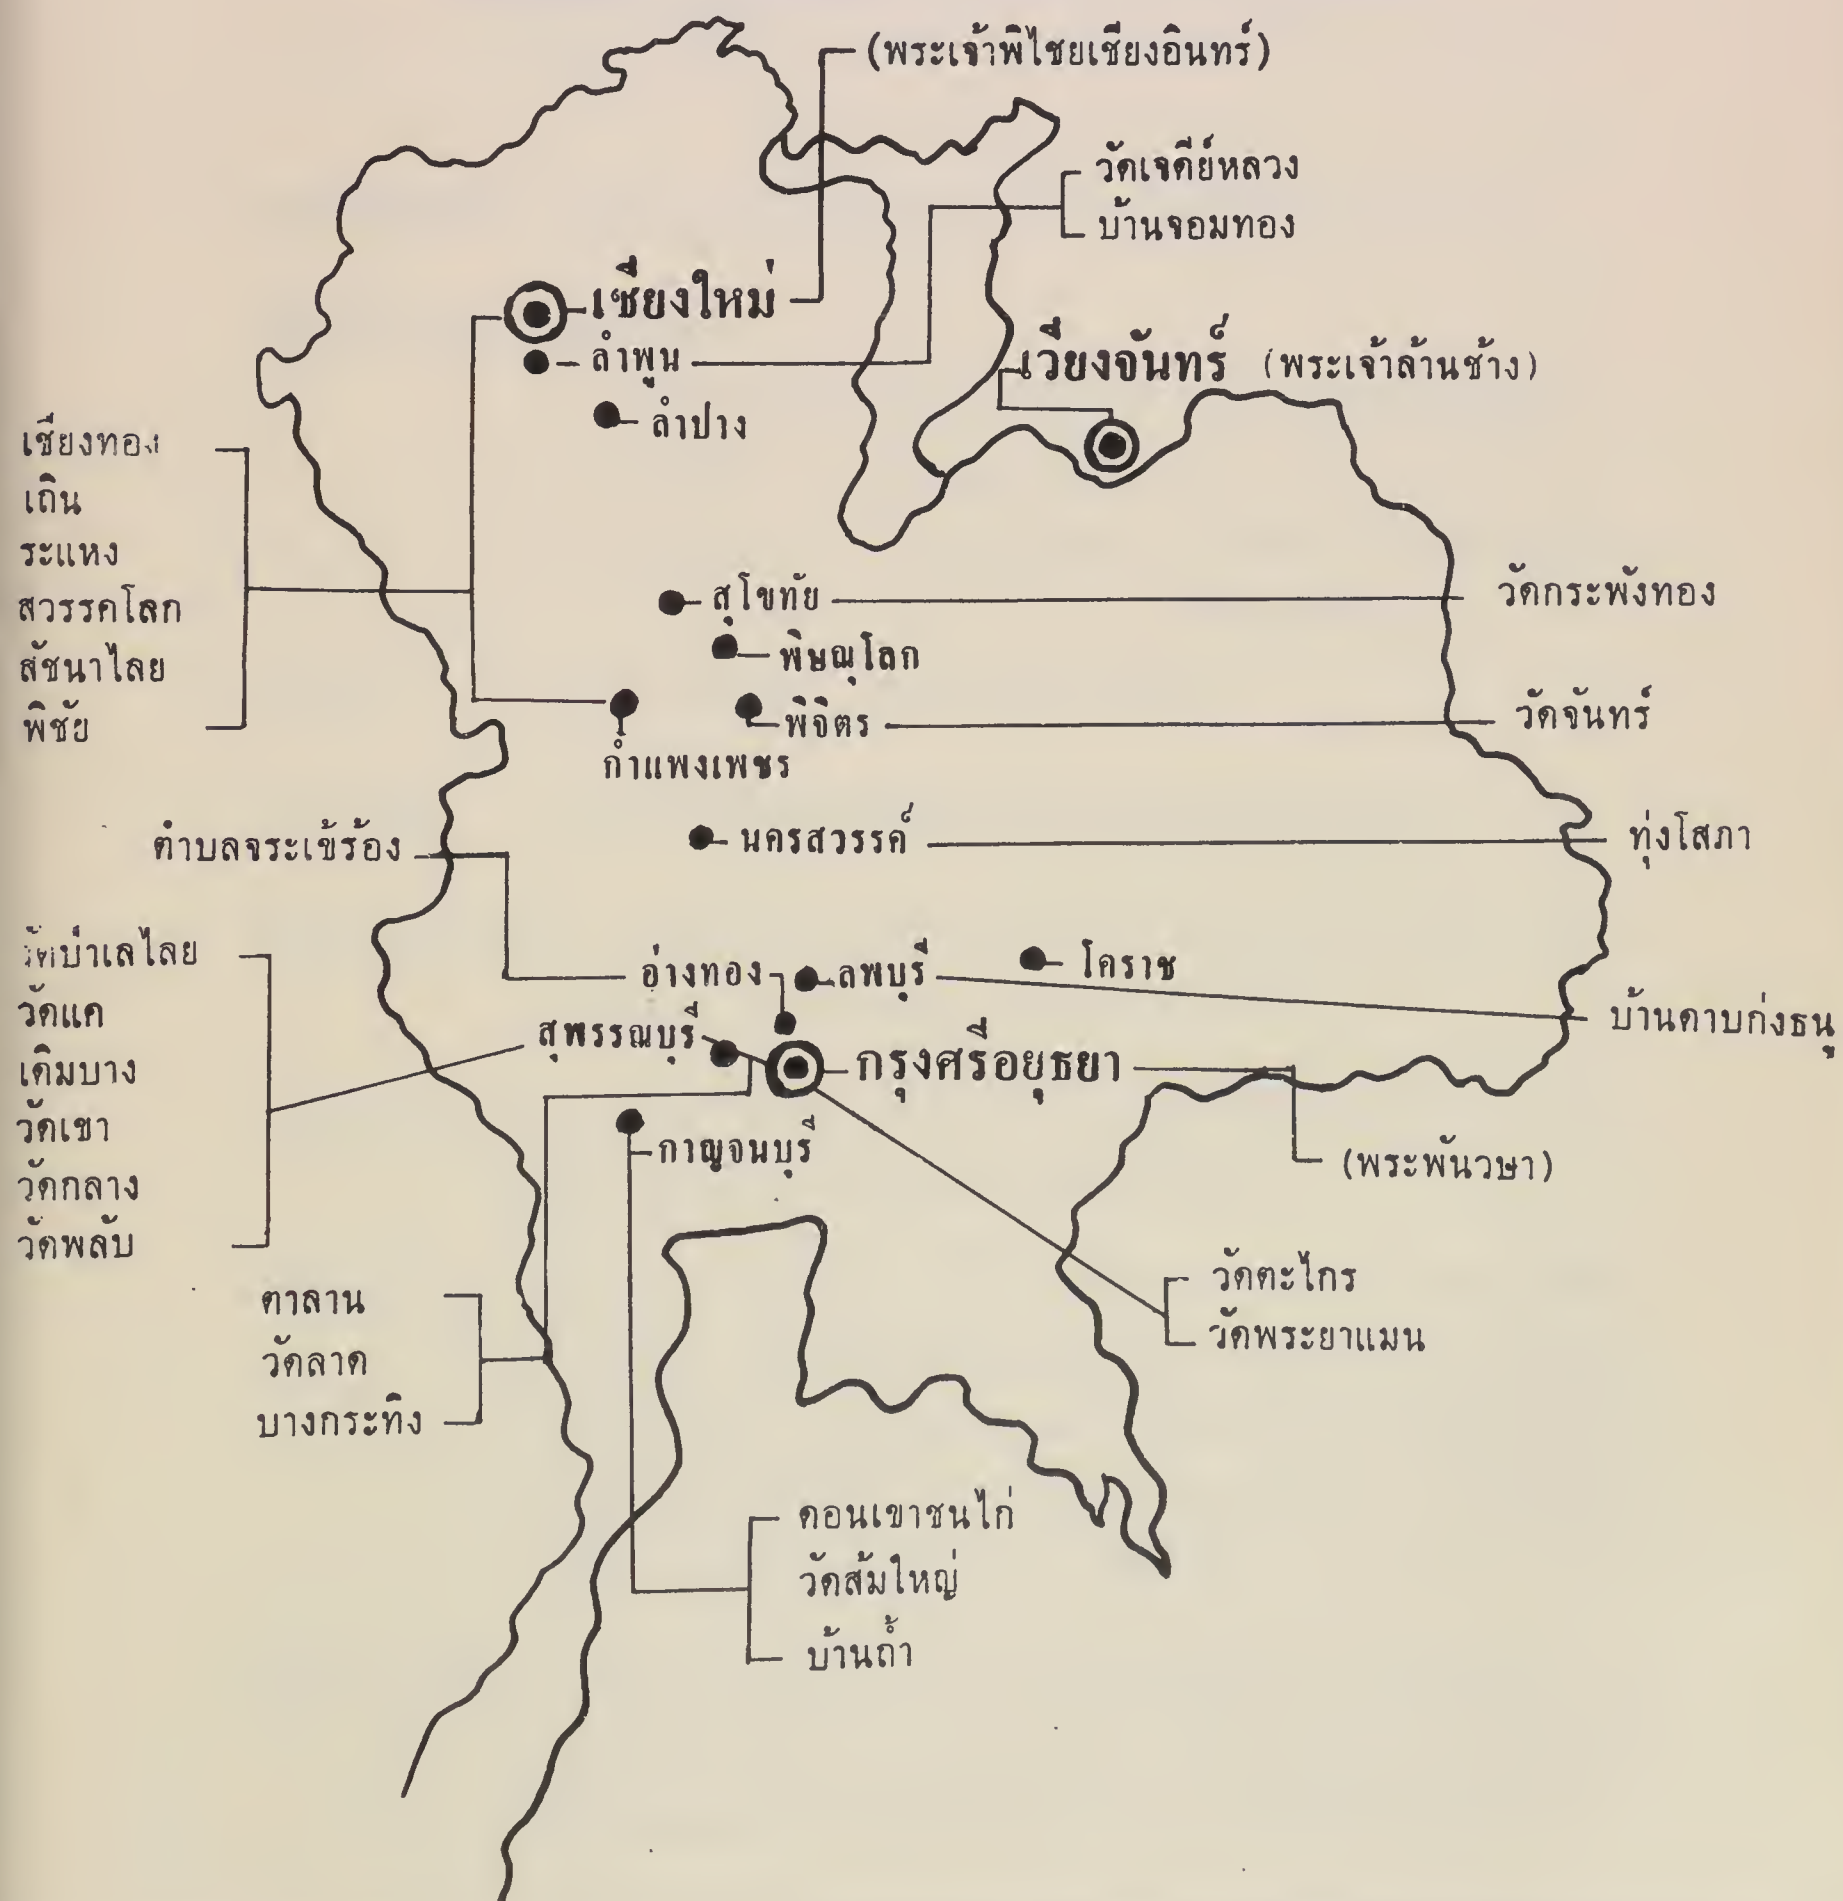 (พระเจ้าพิไชยเชียงอินทร์)
วัดเจดีย์หลวง
บ้านจอมทอง
เชียงใหม่
ลำพูน
เวียงจันทร์ (พระเจ้าล้านช้าง)
ลำปาง
เชียงทอง
เถิน
ระแหง
สวรรคโลก
สัชนาไลย
พิชัย
สุโขทัย
วัดกระพังทอง
พิษณุโลก
พิจิตร
วัดจันทร์
กำแพงเพชร
ตำบลจระเข้ร้อง
นครสวรรค์
ทุ่งโสภา
วัดป่าเลไลย
วัดแค
เดิมบาง
วัดเขา
วัดกลาง
วัดพลับ
อ่างทอง
ลพบุรี
โคราช
บ้านดาบก่งธนู
สุพรรณบุรี
กรุงศรีอยุธยา
กาญจนบุรี
(พระพันวษา)
วัดตะไกร
วัดพระยาแมน
ตาลาน
วัดลาด
บางกระทิง
ดอนเขาชนไก่
วัดส้มใหญ่
บ้านถ้ำ